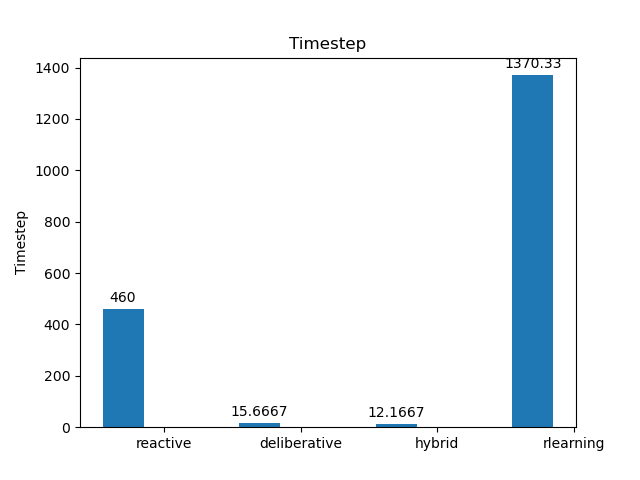 Timestep
1400
1200
1000
800
600
400
200
0
Timestep
460
15.6667
12.1667
1370.33
reactive
deliberative
hybrid
rlearning